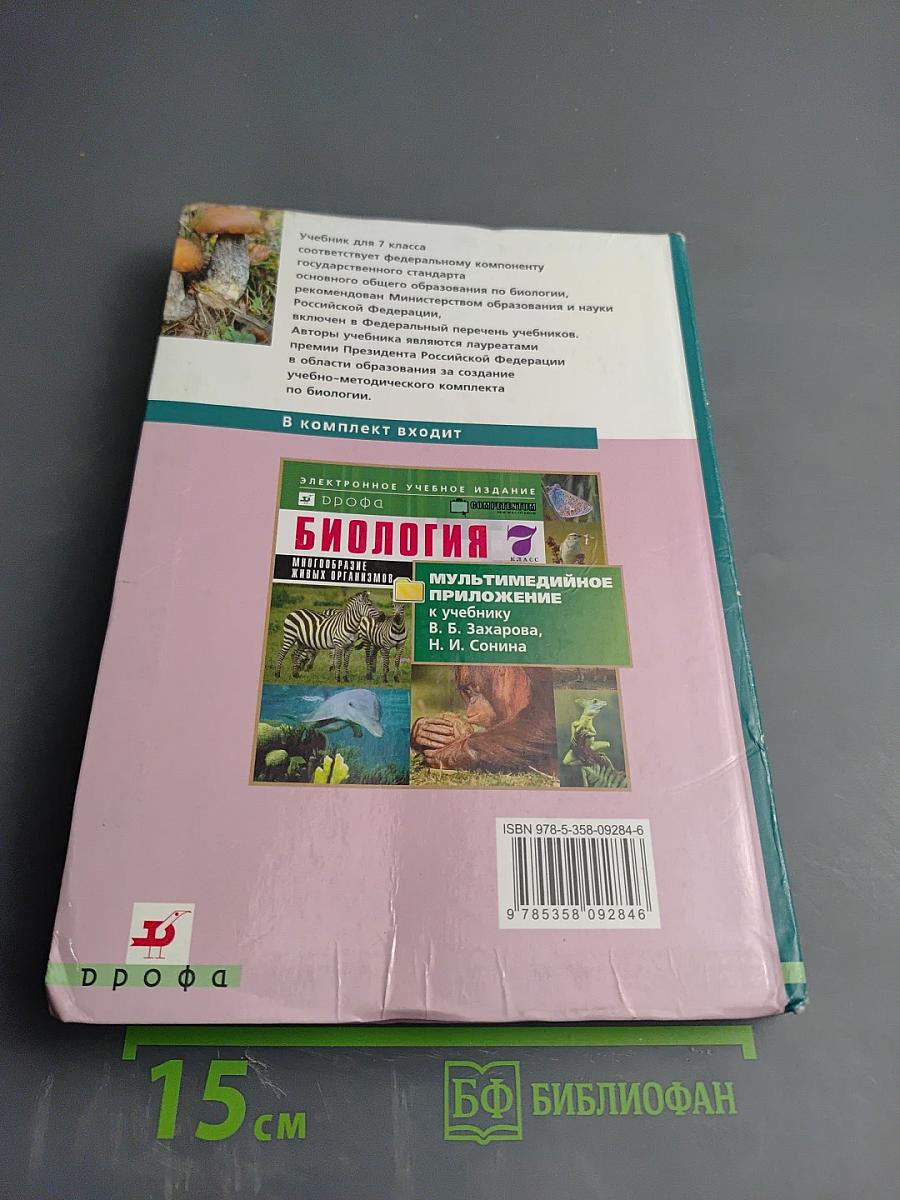 Учебник для 7 класса
соответствует федеральному компоненту
государственного стандарта
основного общего образования по биологии,
рекомендован Министерством образования и науки
Российской Федерации,
включен в Федеральный перечень учебников.
Авторы учебника являются лауреатами
премии Президента Российской Федерации
в области образования за создание
учебно-методического комплекта
по биологии.
В комплект входит
ЭЛЕКТРОННОЕ УЧЕБНОЕ ИЗДАНИЕ
дрофа
COMPETENTUM
БИОЛОГИЯ 7
КЛАСС
МНОГООБРАЗИЕ
ЖИВЫХ ОРГАНИЗМОВ
МУЛЬТИМЕДИЙНОЕ
ПРИЛОЖЕНИЕ
к учебнику
В. Б. Захарова,
Н. И. Сонина
ISBN 978-5-358-09284-6
9 785358 092846
дрофа
15 см
БФ БИБЛИОФАН